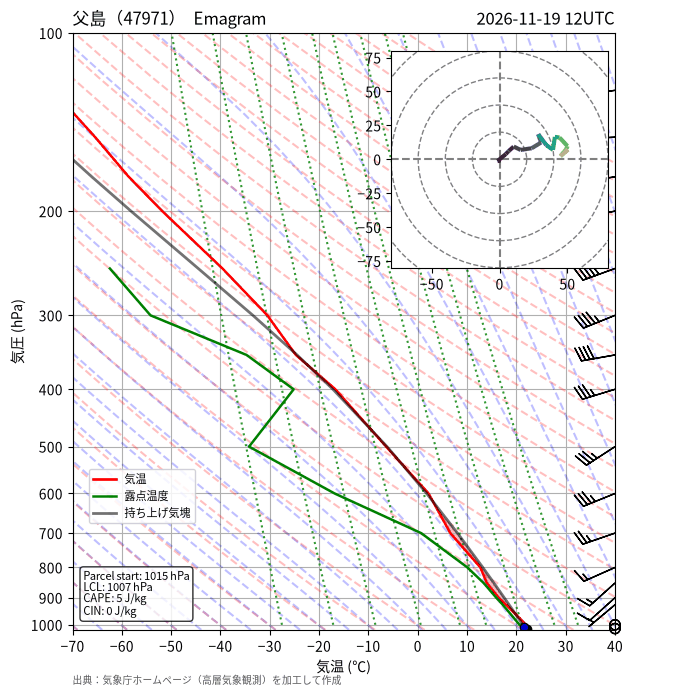 父島（47971） Emagram
2026-11-19 12UTC
気圧 (hPa)
100
200
300
400
500
600
700
800
900
1000
−70
−60
−50
−40
−30
−20
−10
0
10
20
30
40
気温 (℃)
75
50
25
0
−25
−50
−75
−50
0
50
気温
露点温度
持ち上げ気塊
Parcel start: 1015 hPa
LCL: 1007 hPa
CAPE: 5 J/kg
CIN: 0 J/kg
出典：気象庁ホームページ（高層気象観測）を加工して作成